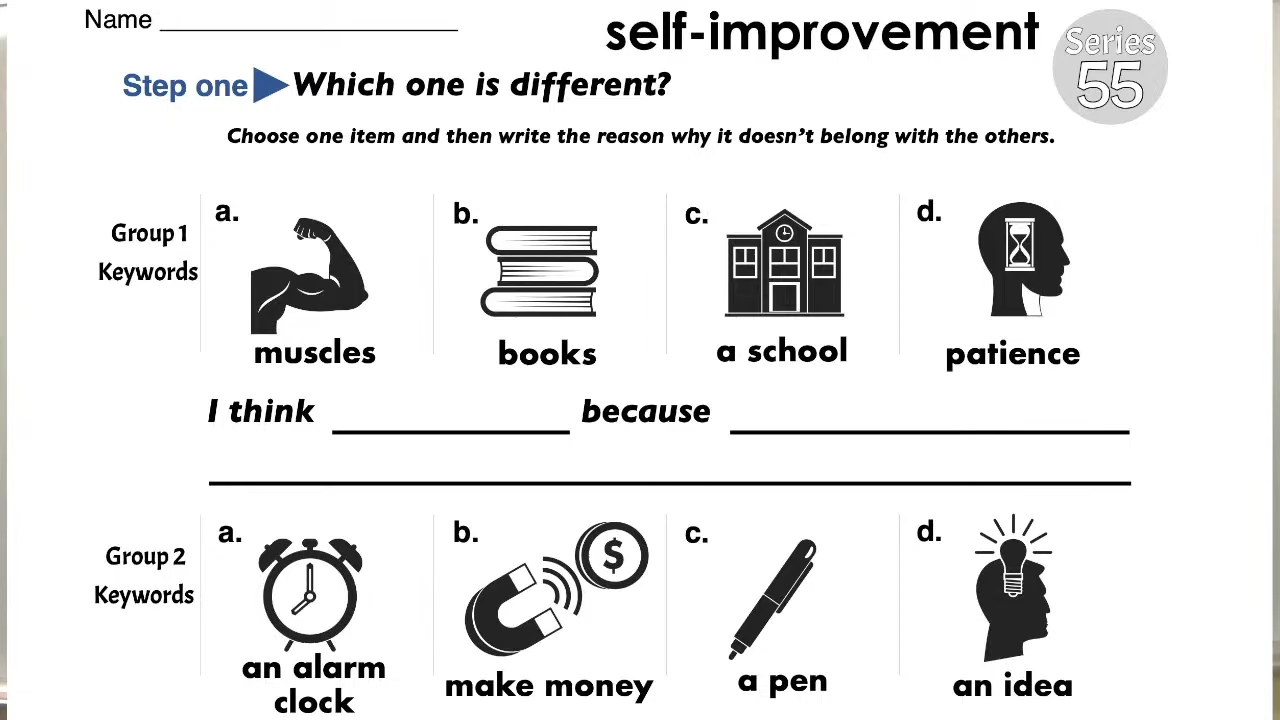 Name
self-improvement
Series
55
Step one Which one is different?
Choose one item and then write the reason why it doesn't belong with the others.
Group 1
Keywords
a.
b.
c.
d.
muscles
books
a school
patience
I think because
Group 2
Keywords
a.
b.
c.
d.
$
an alarm
clock
make money
a pen
an idea